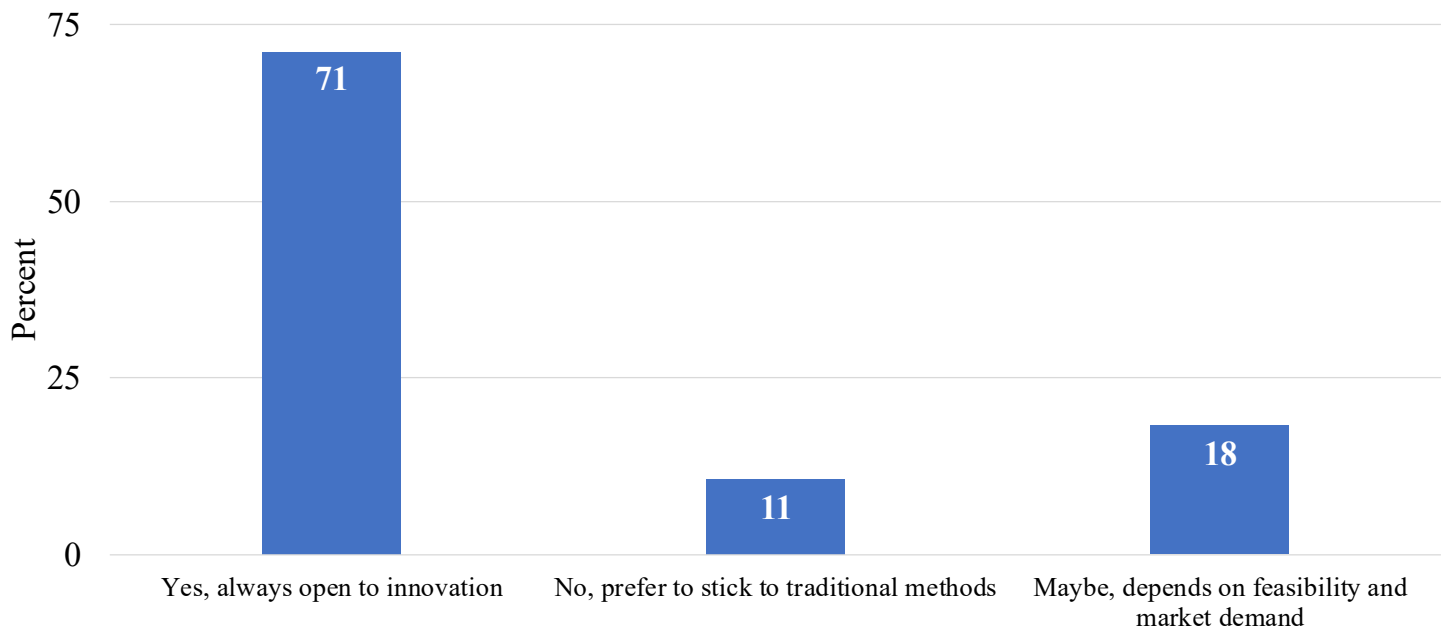 75
71
50
Percent
25
18
11
0
Yes, always open to innovation
No, prefer to stick to traditional methods
Maybe, depends on feasibility and
market demand